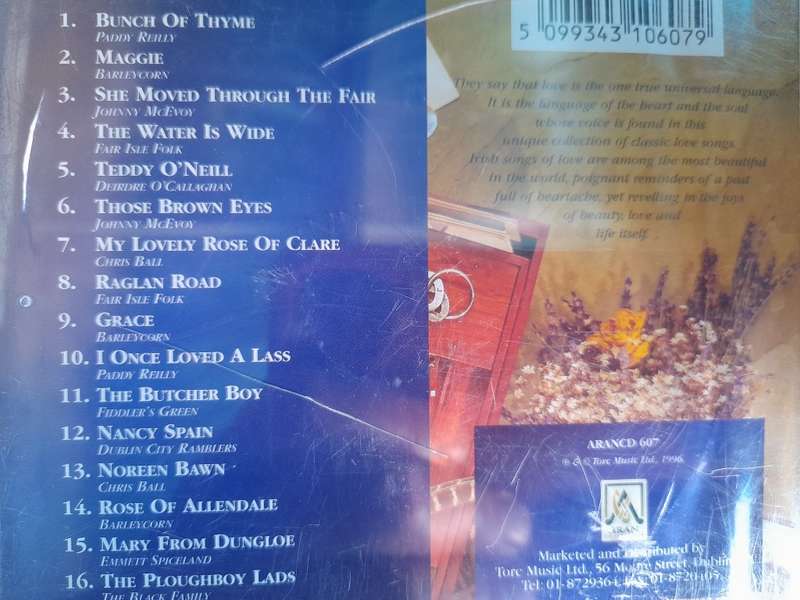 1. BUNCH OF THYME
PADDY REILLY
2. MAGGIE
BARLEYCORN
3. SHE MOVED THROUGH THE FAIR
JOHNNY MCEVOY
4. THE WATER IS WIDE
FAIR ISLE FOLK
5. TEDDY O'NEILL
DEIRDRE O'CALLAGHAN
6. THOSE BROWN EYES
JOHNNY MCEVOY
7. MY LOVELY ROSE OF CLARE
CHRIS BALL
8. RAGLAN ROAD
FAIR ISLE FOLK
9. GRACE
BARLEYCORN
10. I ONCE LOVED A LASS
PADDY REILLY
11. THE BUTCHER BOY
FIDDLER'S GREEN
12. NANCY SPAIN
DUBLIN CITY RAMBLERS
13. NOREEN BAWN
CHRIS BALL
14. ROSE OF ALLENDALE
BARLEYCORN
15. MARY FROM DUNGLOE
EMMETT SPICELAND
16. THE PLOUGHBOY LADS
THE BLACK FAMILY
5 099343 106079
They say that love is the one true universal language.
It is the language of the heart and the soul
whose voice is found in this
unique collection of classic love songs.
Irish songs of love are among the most beautiful
in the world, poignant reminders of a past
full of heartache, yet revelling in the joys
of beauty, love and
life itself.
ARANCD 607
℗ & © Torc Music Ltd., 1996
ARAN
Marketed and distributed by
Torc Music Ltd., 56 Moore Street, Dublin
Tel: 01-8729364, 01-8720405